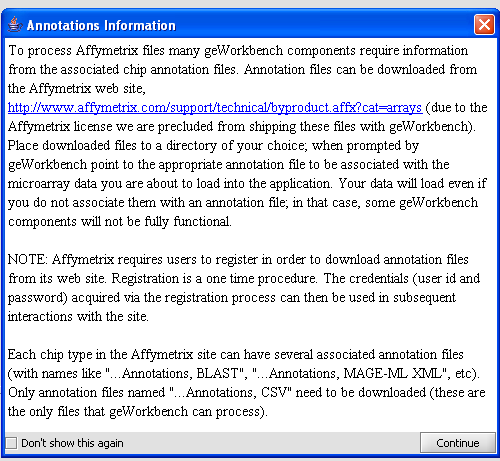 Annotations Information
To process Affymetrix files many geWorkbench components require information
from the associated chip annotation files. Annotation files can be downloaded from
the Affymetrix web site,
http://www.affymetrix.com/support/technical/byproduct.affx?cat=arrays (due to the
Affymetrix license we are precluded from shipping these files with geWorkbench).
Place downloaded files to a directory of your choice; when prompted by
geWorkbench point to the appropriate annotation file to be associated with the
microarray data you are about to load into the application. Your data will load even if
you do not associate them with an annotation file; in that case, some geWorkbench
components will not be fully functional.
NOTE: Affymetrix requires users to register in order to download annotation files
from its web site. Registration is a one time procedure. The credentials (user id and
password) acquired via the registration process can then be used in subsequent
interactions with the site.
Each chip type in the Affymetrix site can have several associated annotation files
(with names like "...Annotations, BLAST", "...Annotations, MAGE-ML XML", etc).
Only annotation files named "...Annotations, CSV" need to be downloaded (these are
the only files that geWorkbench can process).
Don't show this again
Continue